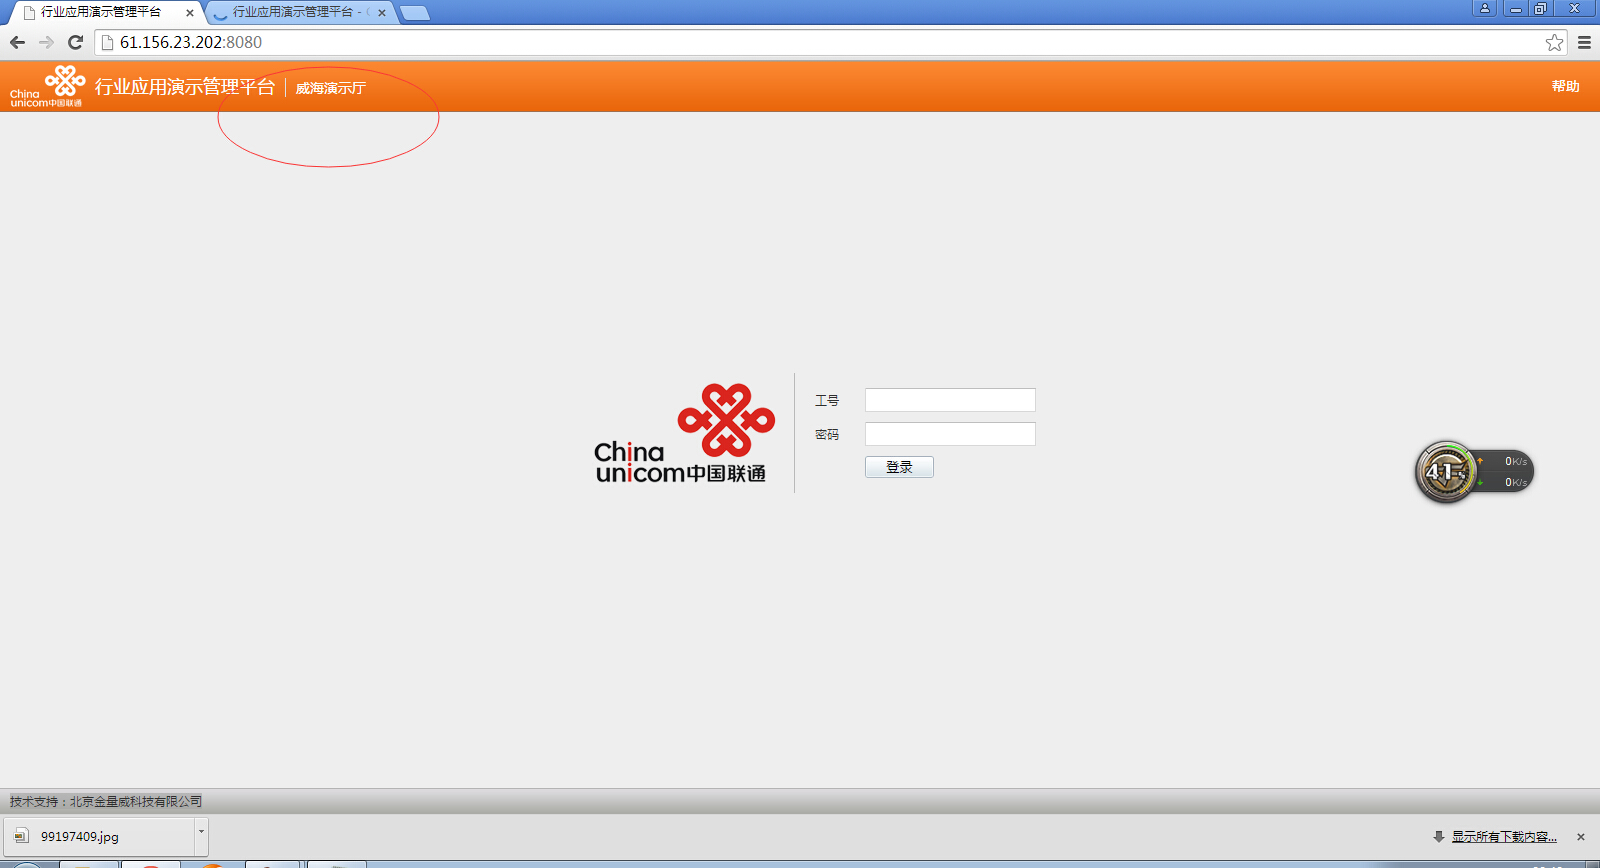 行业应用演示管理平台
行业应用演示管理平台 -
61.156.23.202:8080
China
unicom中国联通
行业应用演示管理平台
威海演示厅
帮助
China
unicom中国联通
工号
密码
登录
41%
0K/s
0K/s
技术支持：北京金量威科技有限公司
99197409.jpg
显示所有下载内容...